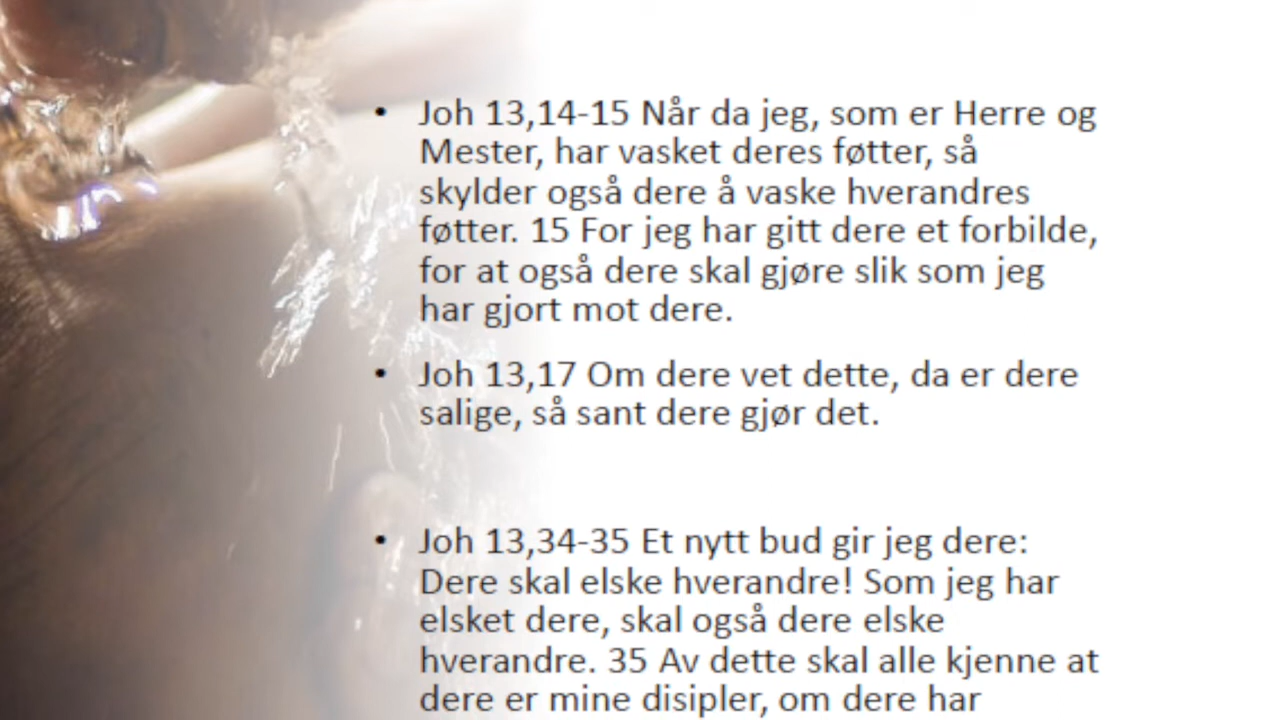 • Joh 13,14-15 Når da jeg, som er Herre og
Mester, har vasket deres føtter, så
skylder også dere å vaske hverandres
føtter. 15 For jeg har gitt dere et forbilde,
for at også dere skal gjøre slik som jeg
har gjort mot dere.
• Joh 13,17 Om dere vet dette, da er dere
salige, så sant dere gjør det.
• Joh 13,34-35 Et nytt bud gir jeg dere:
Dere skal elske hverandre! Som jeg har
elsket dere, skal også dere elske
hverandre. 35 Av dette skal alle kjenne at
dere er mine disipler, om dere har